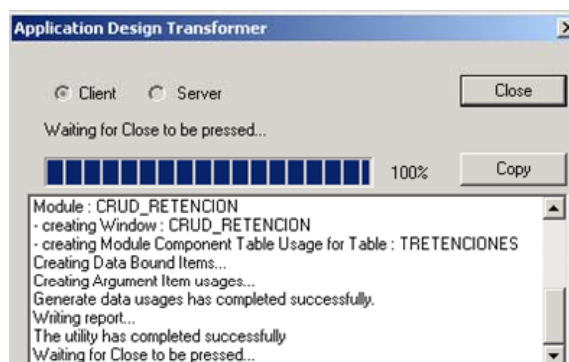 Application Design Transformer
Client Server
Close
Waiting for Close to be pressed...
100%
Copy
Module : CRUD_RETENCION
- creating Window : CRUD_RETENCION
- creating Module Component Table Usage for Table : TRETENCIONES
Creating Data Bound Items...
Creating Argument Item usages...
Generate data usages has completed successfully.
Writing report...
The utility has completed successfully
Waiting for Close to be pressed...